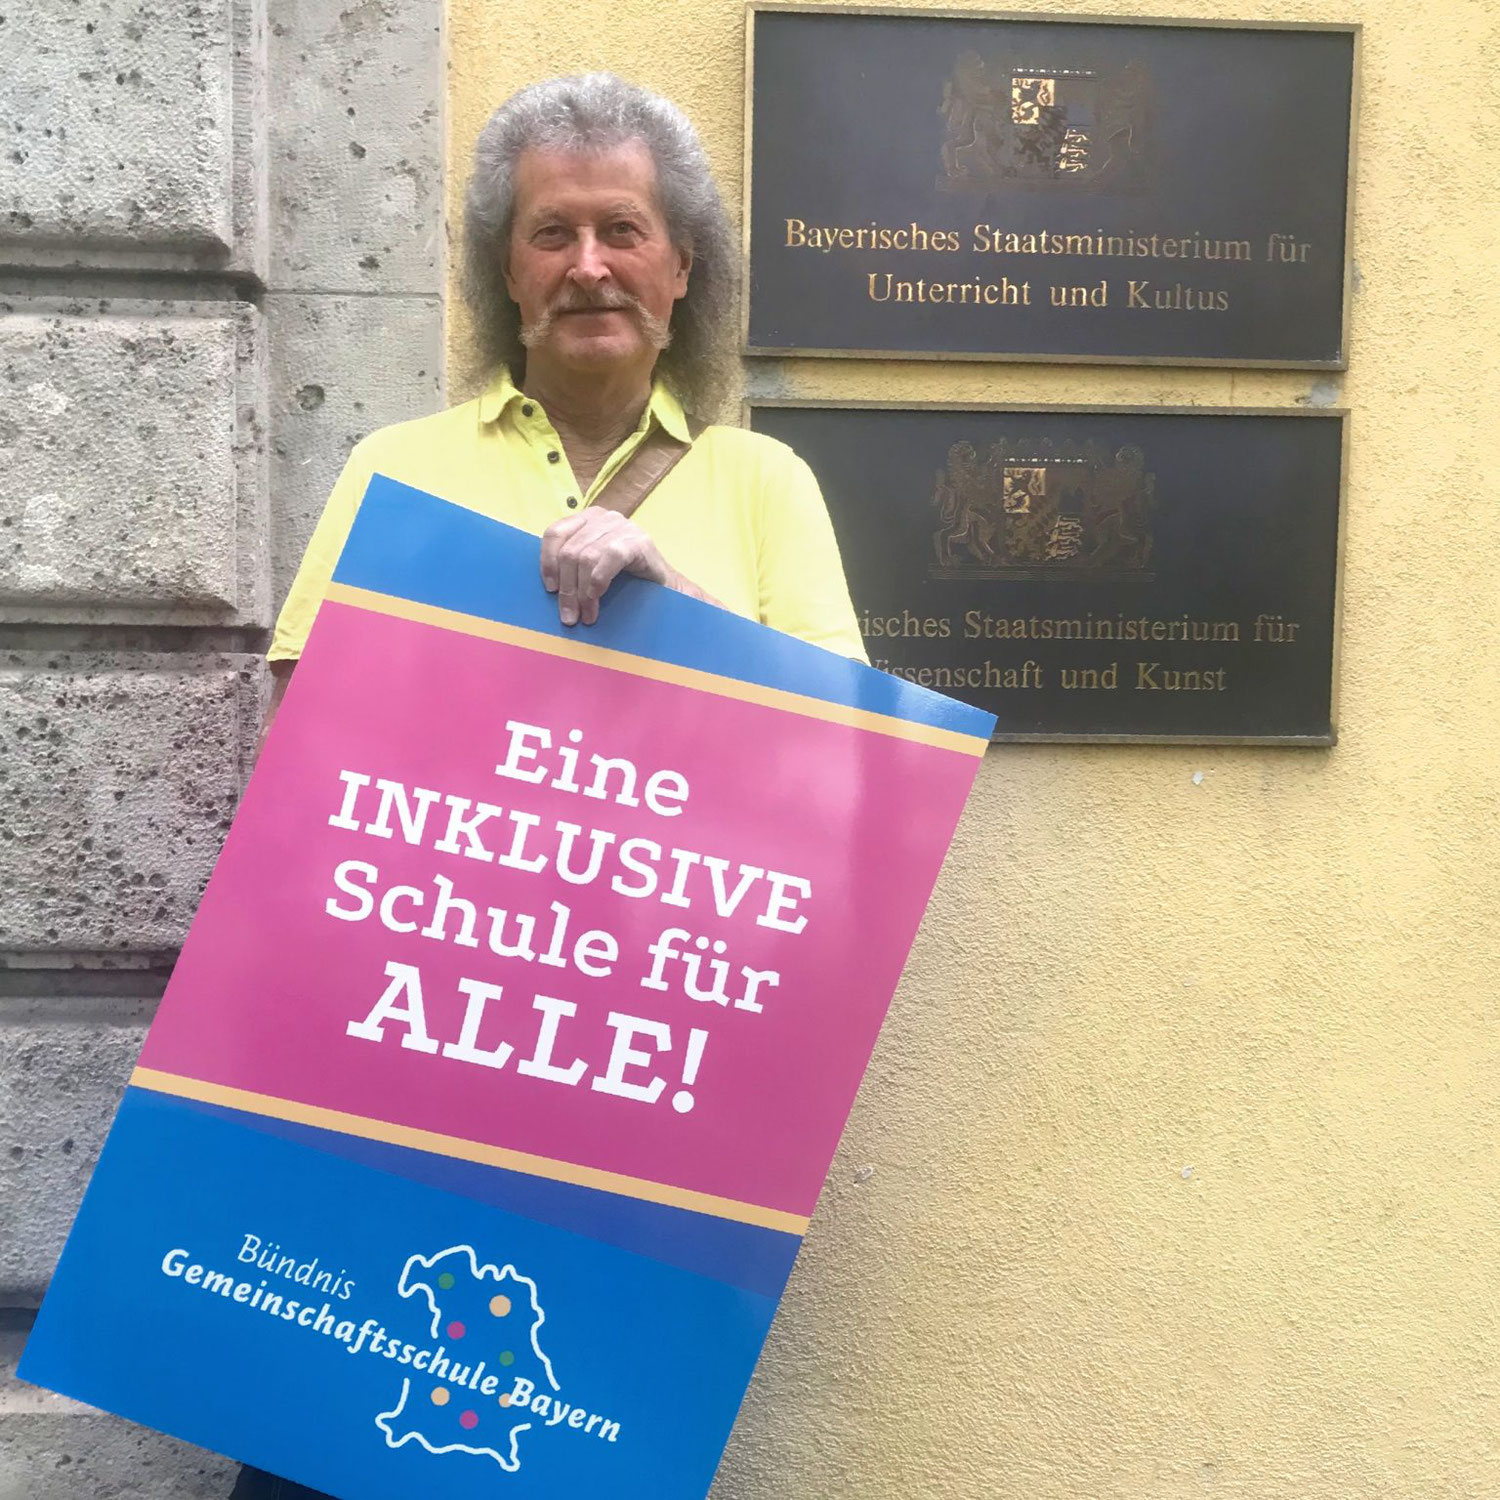 Bayerisches Staatsministerium für
Unterricht und Kultus
isches Staatsministerium für
Wissenschaft und Kunst
Eine
INKLUSIVE
Schule für
ALLE!
Bündnis
Gemeinschaftsschule Bayern